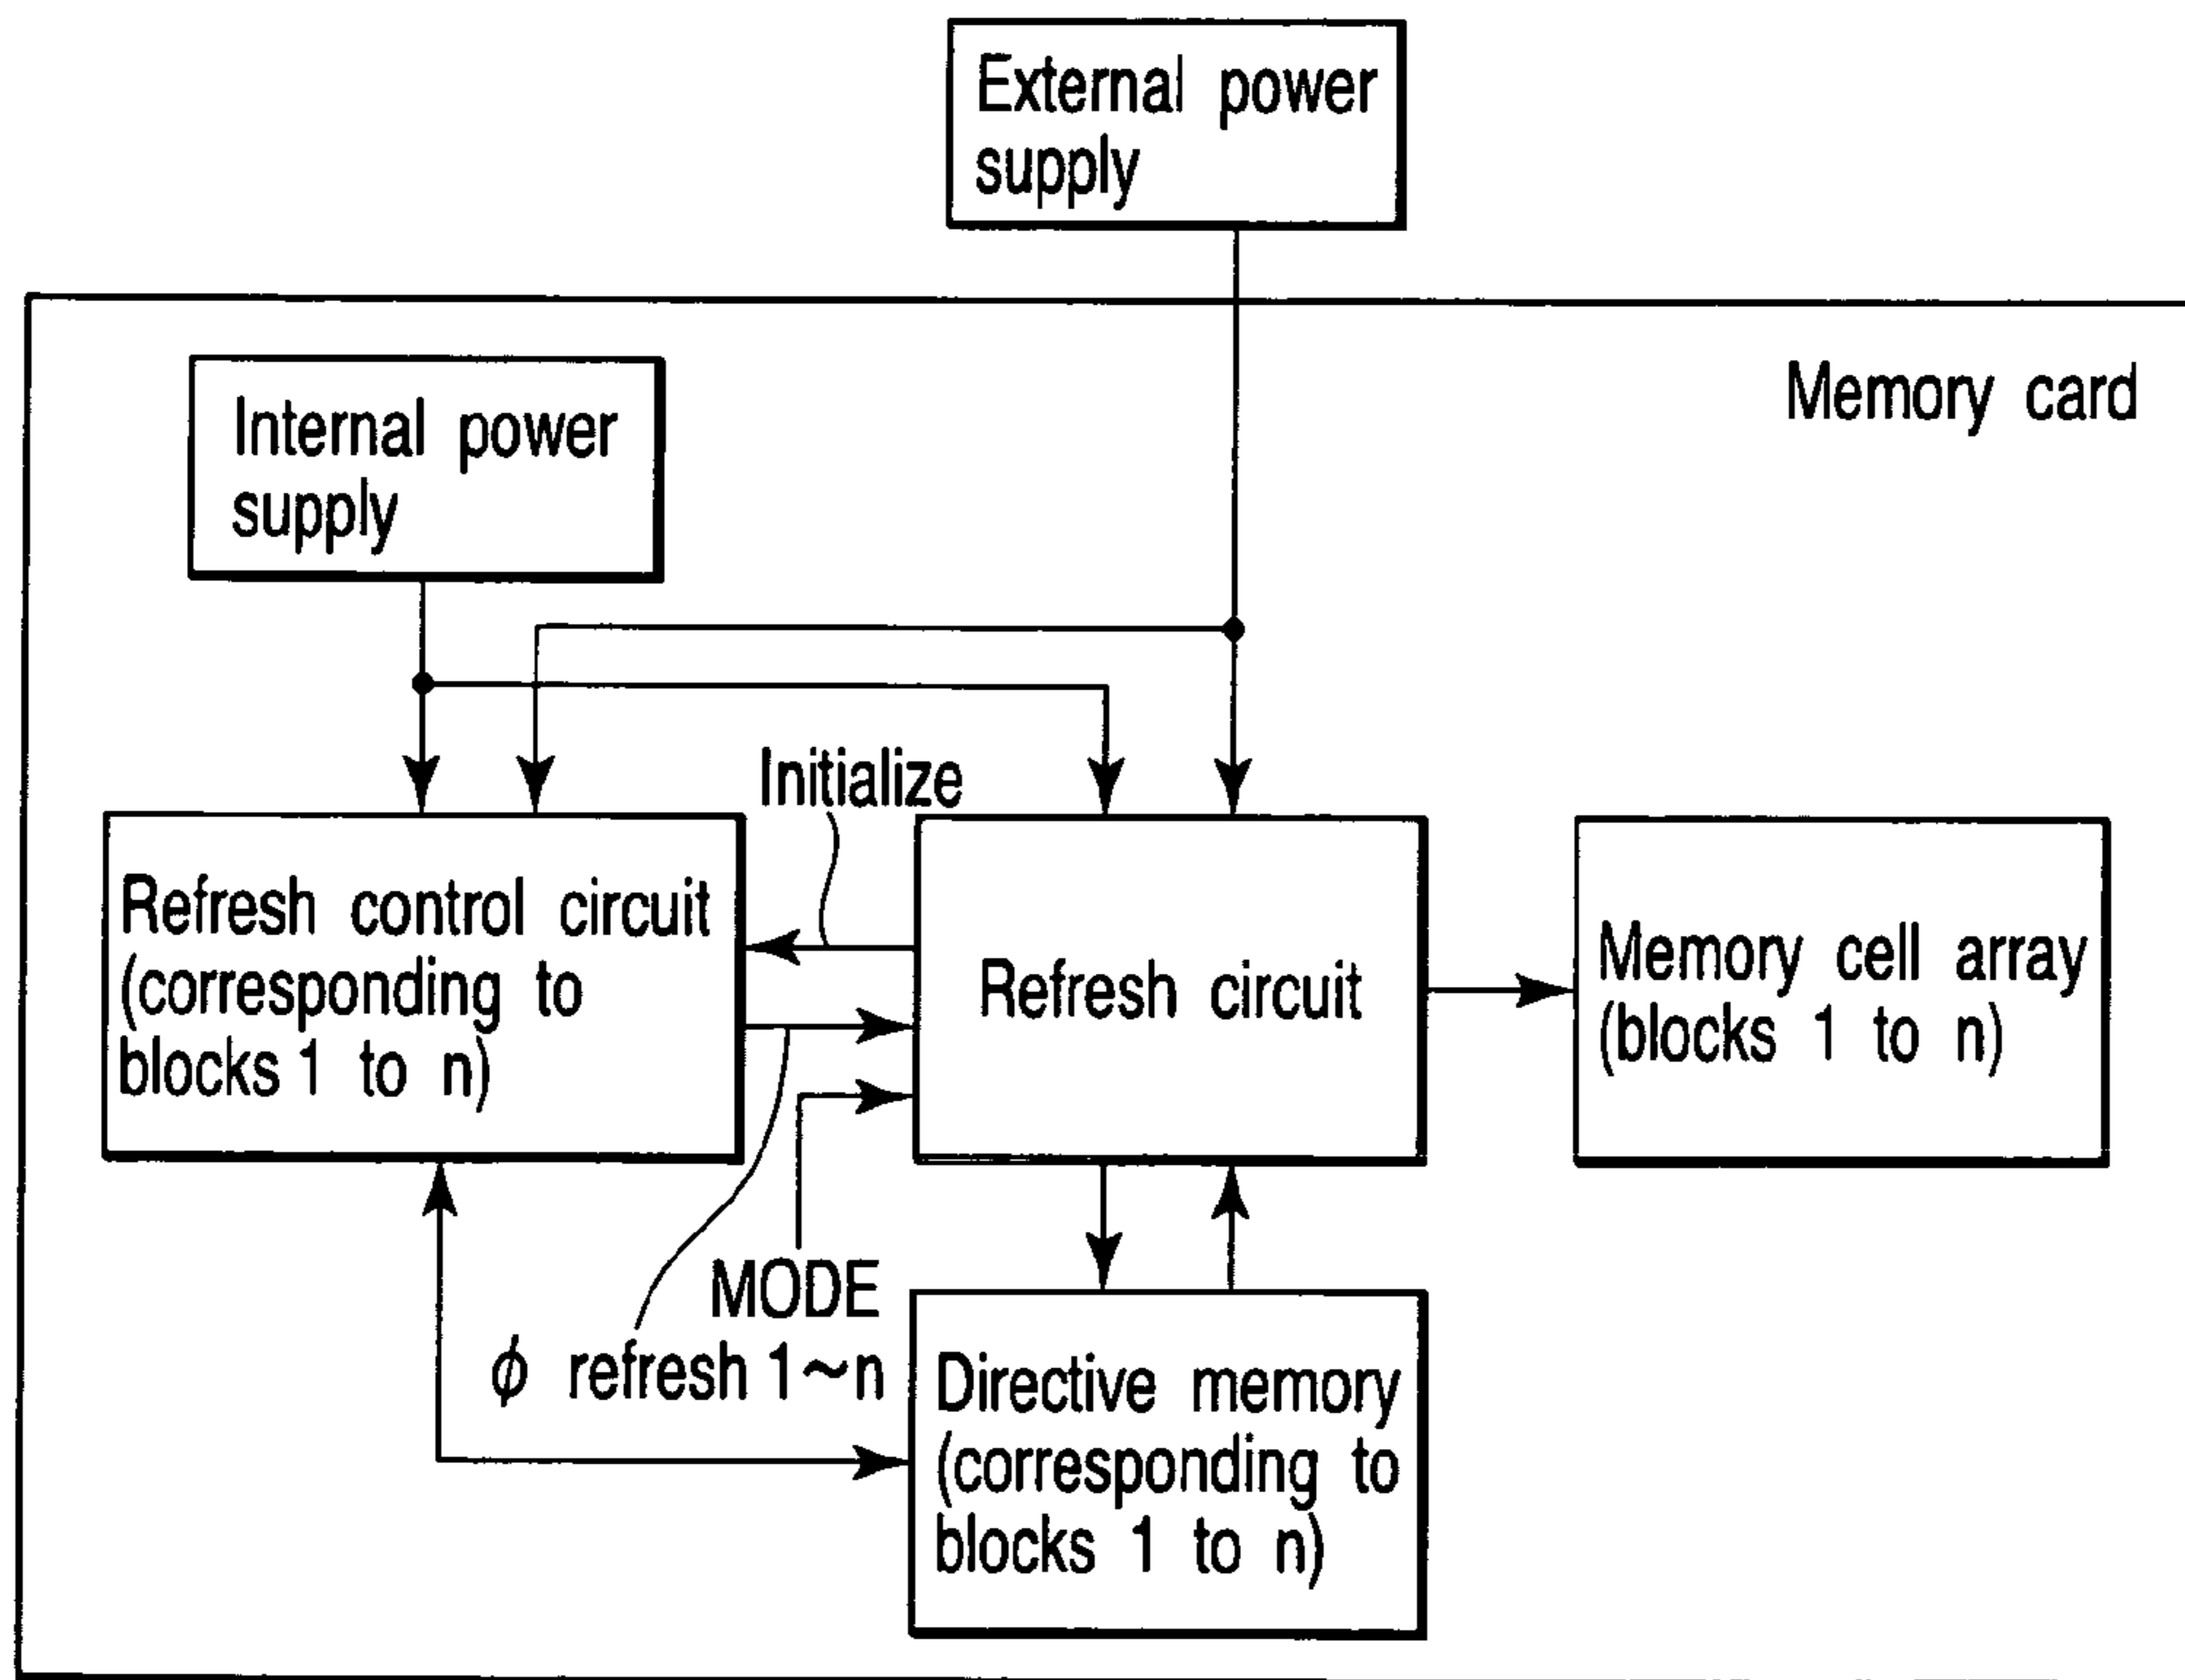 External power
supply
Memory card
Internal power
supply
Initialize
Refresh control circuit
(corresponding to
blocks 1 to n)
Refresh circuit
Memory cell array
(blocks 1 to n)
MODE
ϕ refresh 1~n
Directive memory
(corresponding to
blocks 1 to n)